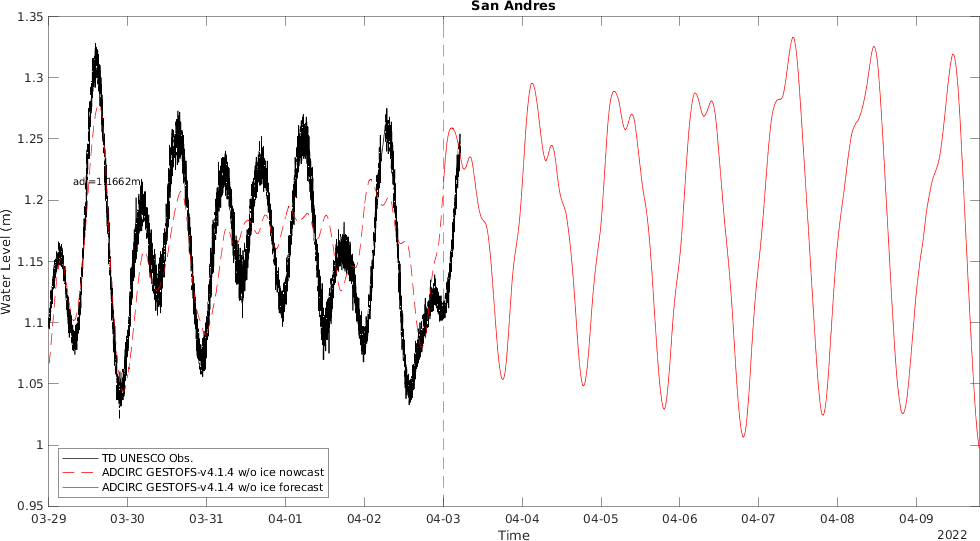 San Andres
1.35
1.3
1.25
1.2
1.15
1.1
1.05
1
0.95
Water Level (m)
TD UNESCO Obs.
ADCIRC GESTOFS-v4.1.4 w/o ice nowcast
ADCIRC GESTOFS-v4.1.4 w/o ice forecast
03-29 03-30 03-31 04-01 04-02 04-03 04-04 04-05 04-06 04-07 04-08 04-09
Time
2022